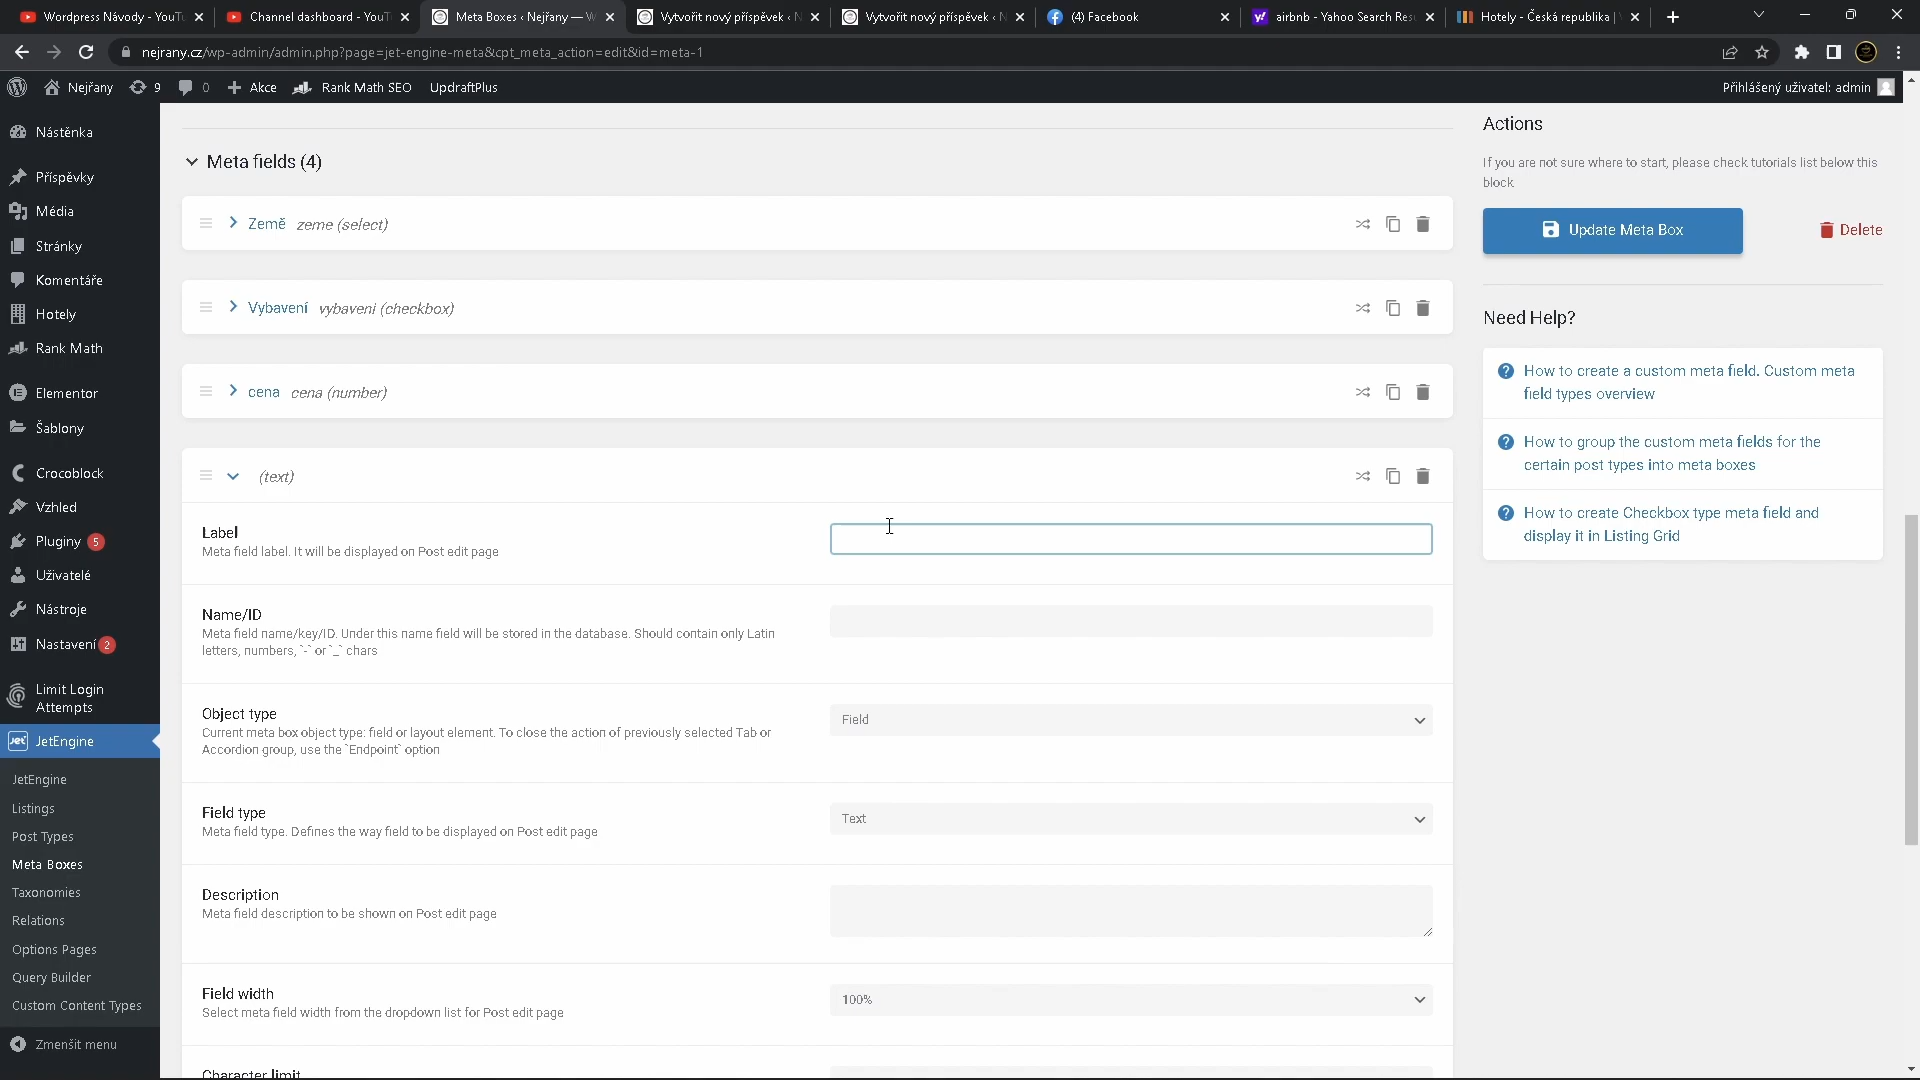 Wordpress Návody - YouTu
Channel dashboard - YouTu
Meta Boxes ‹ Nejřany — W
Vytvořit nový příspěvek ‹ N
Vytvořit nový příspěvek ‹ N
(4) Facebook
airbnb - Yahoo Search Resu
Hotely - Česká republika |
nejrany.cz/wp-admin/admin.php?page=jet-engine-meta&cpt_meta_action=edit&id=meta-1
Nejřany
9
0
Akce
Rank Math SEO
UpdraftPlus
Přihlášený uživatel: admin
Nástěnka
Příspěvky
Média
Stránky
Komentáře
Hotely
Rank Math
Elementor
Šablony
Crocoblock
Vzhled
Pluginy 5
Uživatelé
Nástroje
Nastavení 2
Limit Login
Attempts
JetEngine
JetEngine
Listings
Post Types
Meta Boxes
Taxonomies
Relations
Options Pages
Query Builder
Custom Content Types
Zmenšit menu
Meta fields (4)
Země zeme (select)
Vybavení vybaveni (checkbox)
cena cena (number)
(text)
Label
Meta field label. It will be displayed on Post edit page
Name/ID
Meta field name/key/ID. Under this name field will be stored in the database. Should contain only Latin
letters, numbers, `-` or `_` chars
Object type
Current meta box object type: field or layout element. To close the action of previously selected Tab or
Accordion group, use the `Endpoint` option
Field
Field type
Meta field type. Defines the way field to be displayed on Post edit page
Text
Description
Meta field description to be shown on Post edit page
Field width
Select meta field width from the dropdown list for Post edit page
100%
Character limit
Actions
If you are not sure where to start, please check tutorials list below this
block
Update Meta Box
Delete
Need Help?
How to create a custom meta field. Custom meta
field types overview
How to group the custom meta fields for the
certain post types into meta boxes
How to create Checkbox type meta field and
display it in Listing Grid